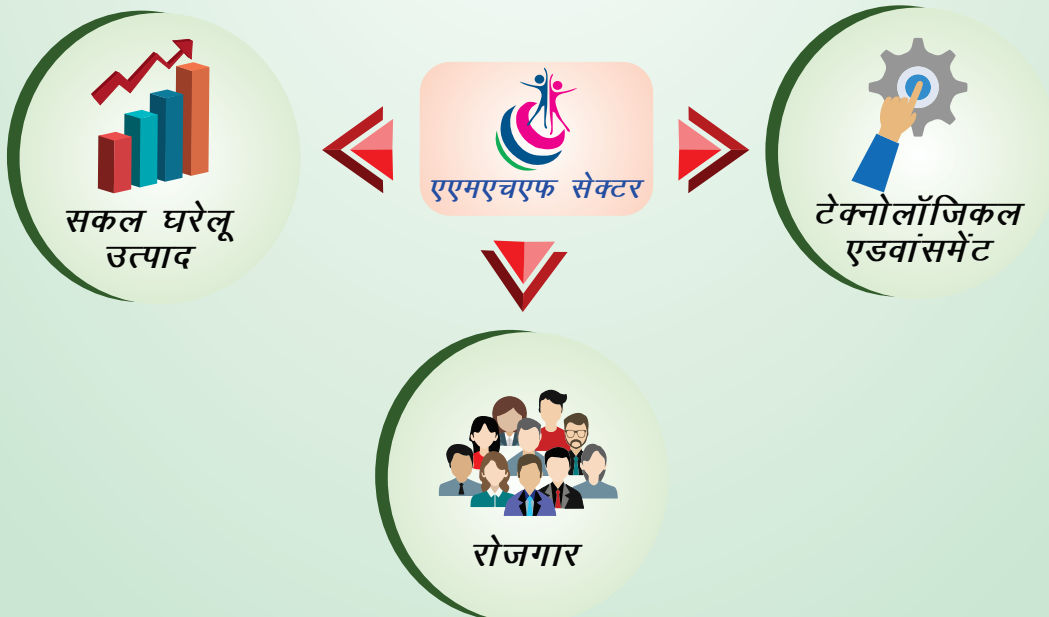 एएमएचएफ सेक्टर
सकल घरेलू
उत्पाद
टेक्नोलॉजिकल
एडवांसमेंट
रोजगार